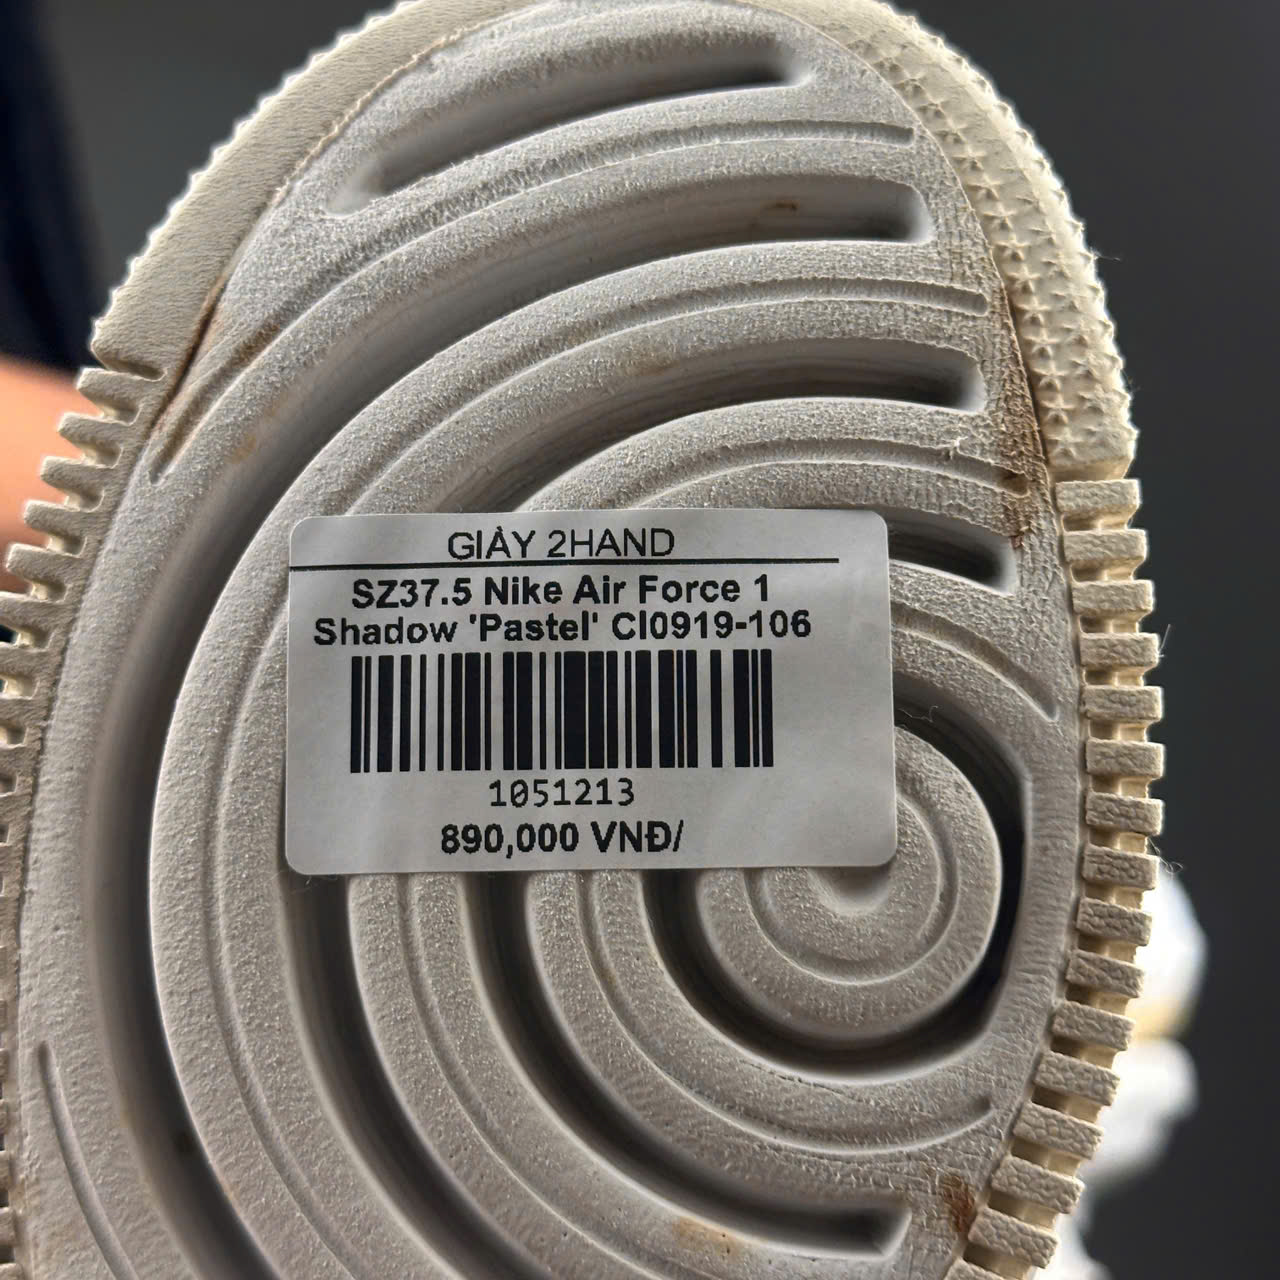 GIÀY 2HAND
SZ37.5 Nike Air Force 1
Shadow 'Pastel' CI0919-106
1051213
890,000 VNĐ/